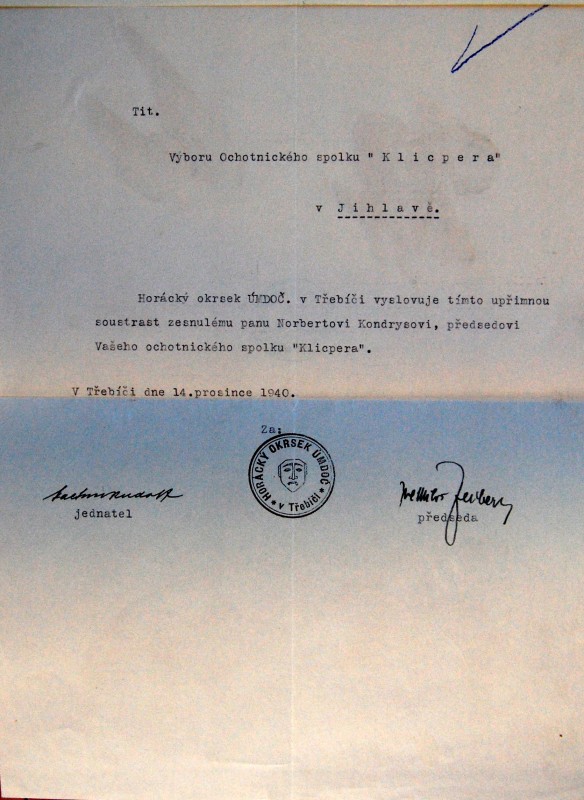 Tit.
Výboru Ochotnického spolku " K l i c p e r a"
v J i h l a v ě.
Horácký okrsek ÚMDOČ. v Třebíči vyslovuje tímto upřimnou
soustrast zesnulému panu Norbertovi Kondrysovi, předsedovi
Vašeho ochotnického spolku "Klicpera".
V Třebíči dne 14.prosince 1940.
Za:
HORÁCKÝ OKRSEK ÚMDOČ
v Třebíči
jednatel
předseda